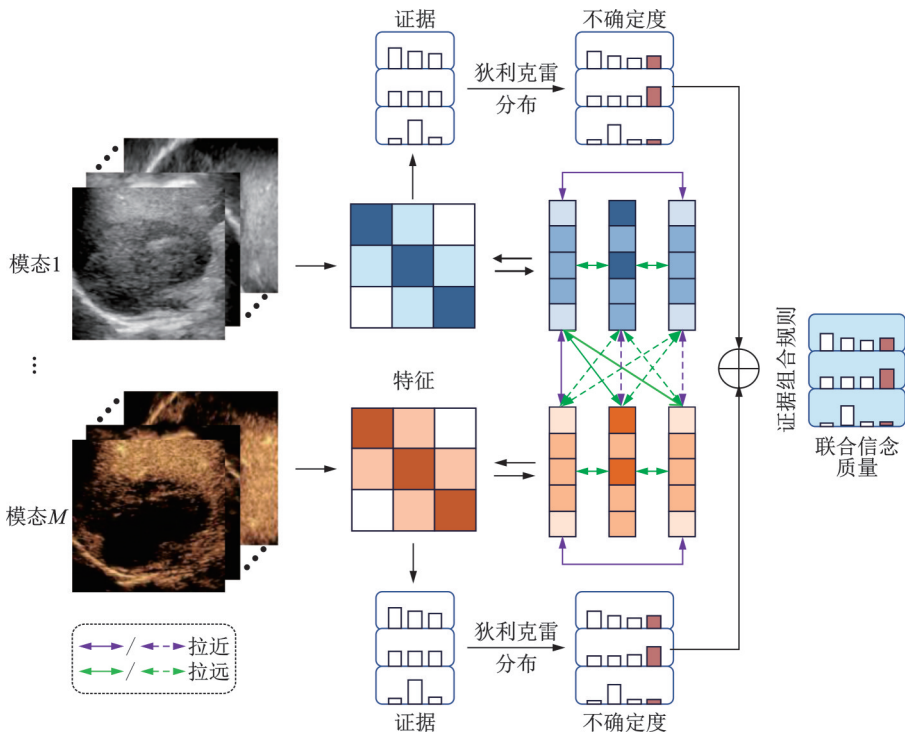 证据
不确定度
狄利克雷
分布
模态1
⋮
特征
模态M
证据组合规则
联合信念
质量
/ 拉近
/ 拉远
狄利克雷
分布
证据
不确定度